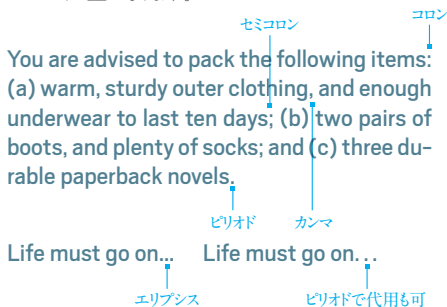 コロン
セミコロン
You are advised to pack the following items:
(a) warm, sturdy outer clothing, and enough
underwear to last ten days; (b) two pairs of
boots, and plenty of socks; and (c) three du-
rable paperback novels.
ピリオド カンマ
Life must go on... Life must go on. . .
エリプシス ピリオドで代用も可